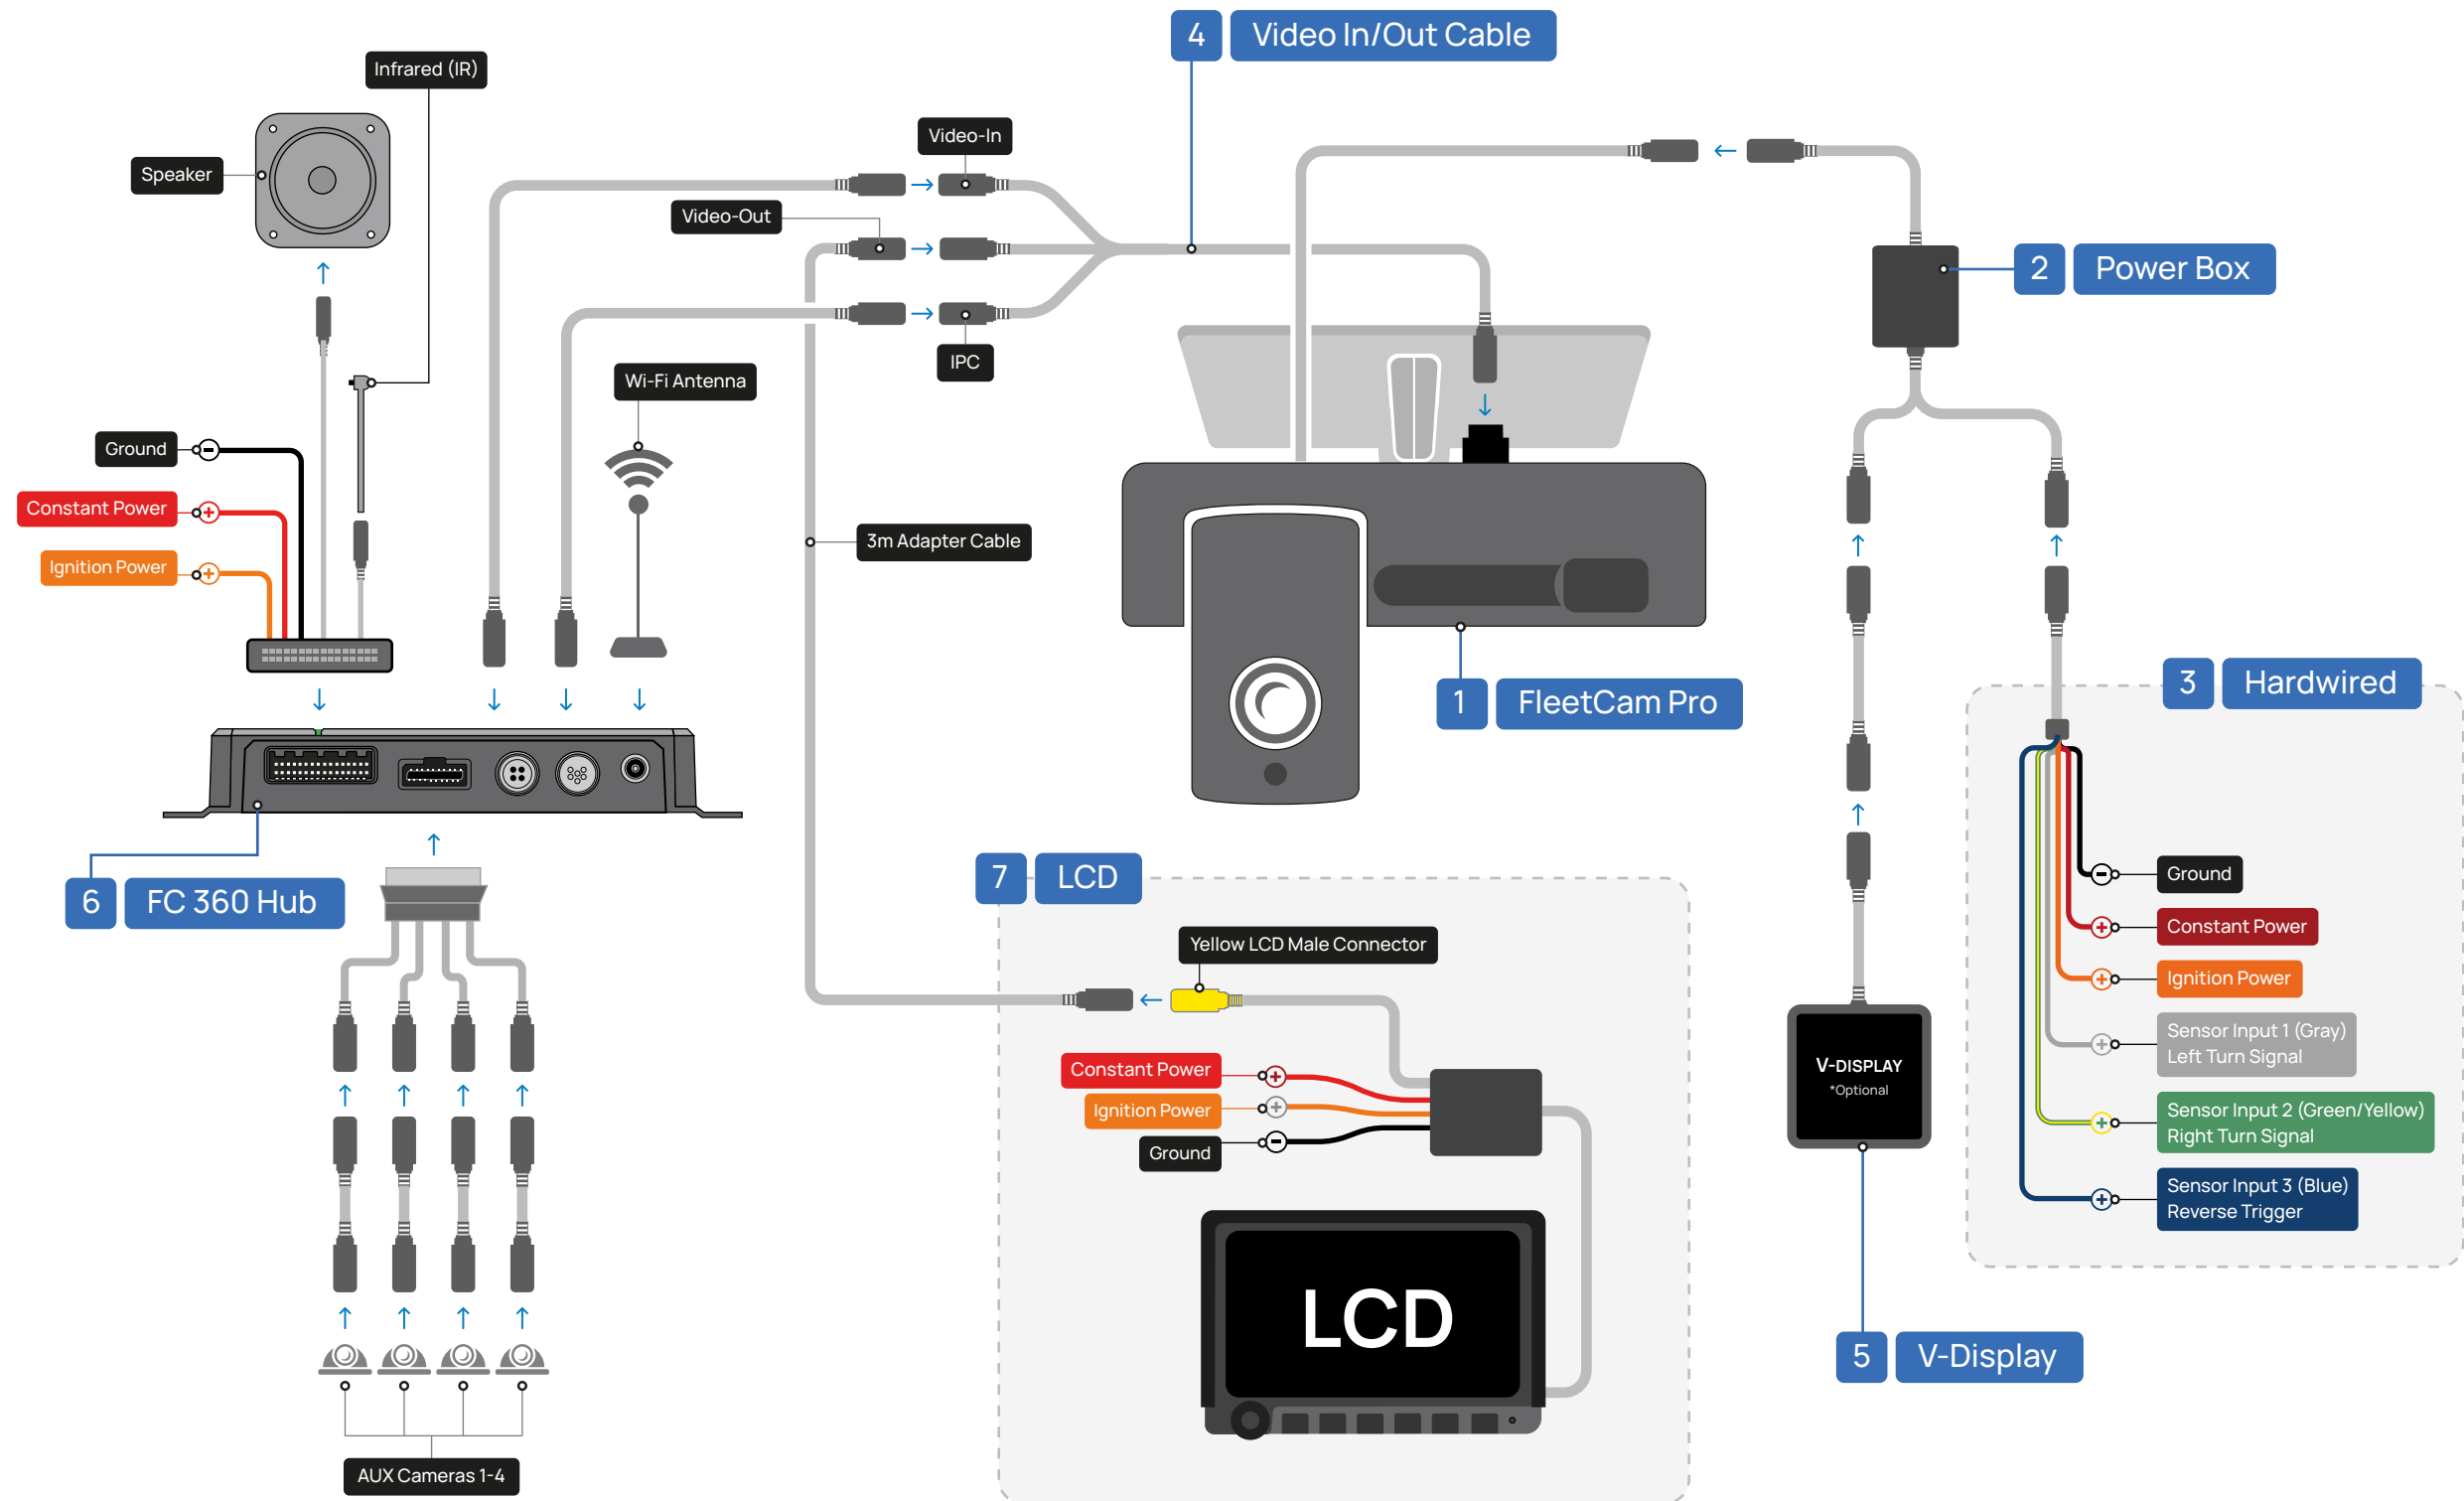 4 Video In/Out Cable
Infrared (IR)
Video-In
Speaker
Video-Out
2 Power Box
IPC
Wi-Fi Antenna
Ground
Constant Power
Ignition Power
3m Adapter Cable
1 FleetCam Pro
3 Hardwired
Ground
Constant Power
Ignition Power
Sensor Input 1 (Gray)
Left Turn Signal
Sensor Input 2 (Green/Yellow)
Right Turn Signal
Sensor Input 3 (Blue)
Reverse Trigger
6 FC 360 Hub
7 LCD
Yellow LCD Male Connector
Constant Power
Ignition Power
Ground
LCD
V-DISPLAY
*Optional
5 V-Display
AUX Cameras 1-4